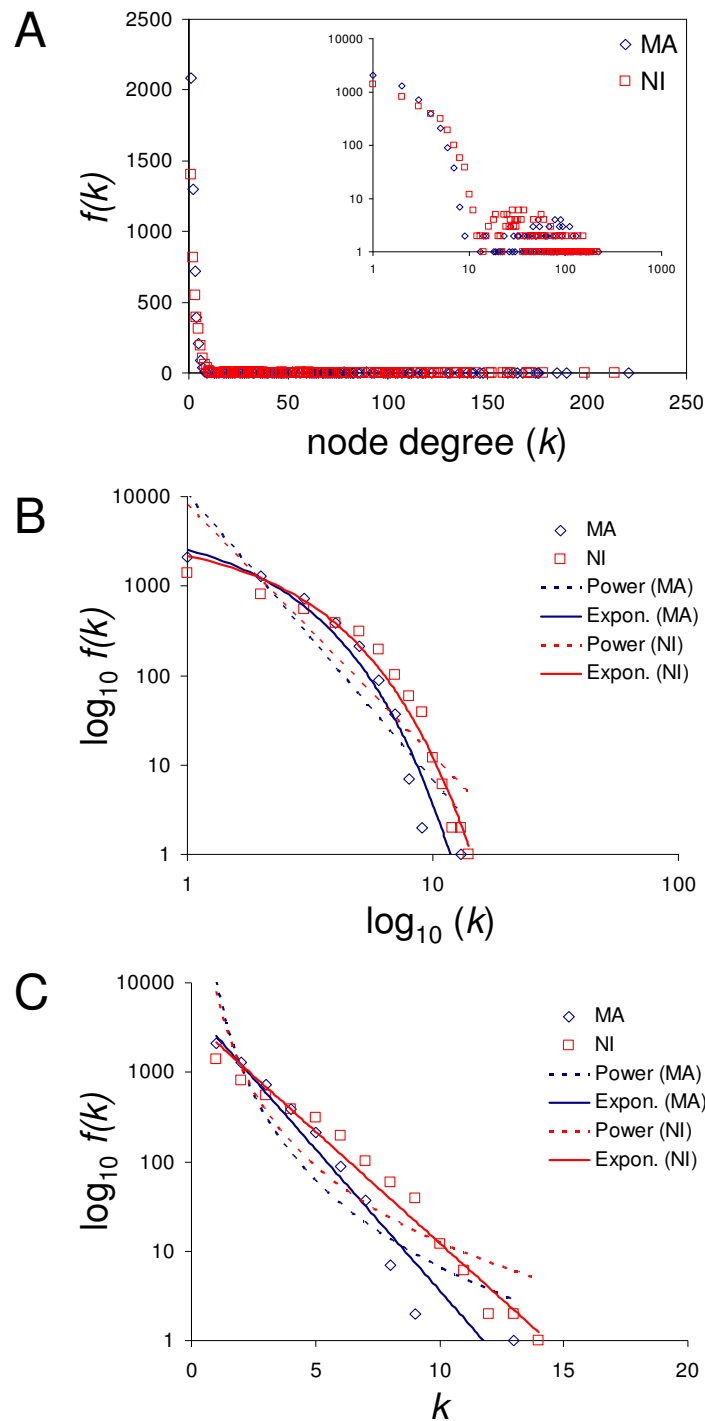 A
2500
2000
1500
1000
500
0
f(k)
0 50 100 150 200 250
node degree (k)
10000
1000
100
10
1
1 10 100 1000
MA
NI
B
10000
1000
100
10
1
log10 f(k)
1 10 100
log10 (k)
MA
NI
Power (MA)
Expon. (MA)
Power (NI)
Expon. (NI)
C
10000
1000
100
10
1
log10 f(k)
0 5 10 15 20
k
MA
NI
Power (MA)
Expon. (MA)
Power (NI)
Expon. (NI)